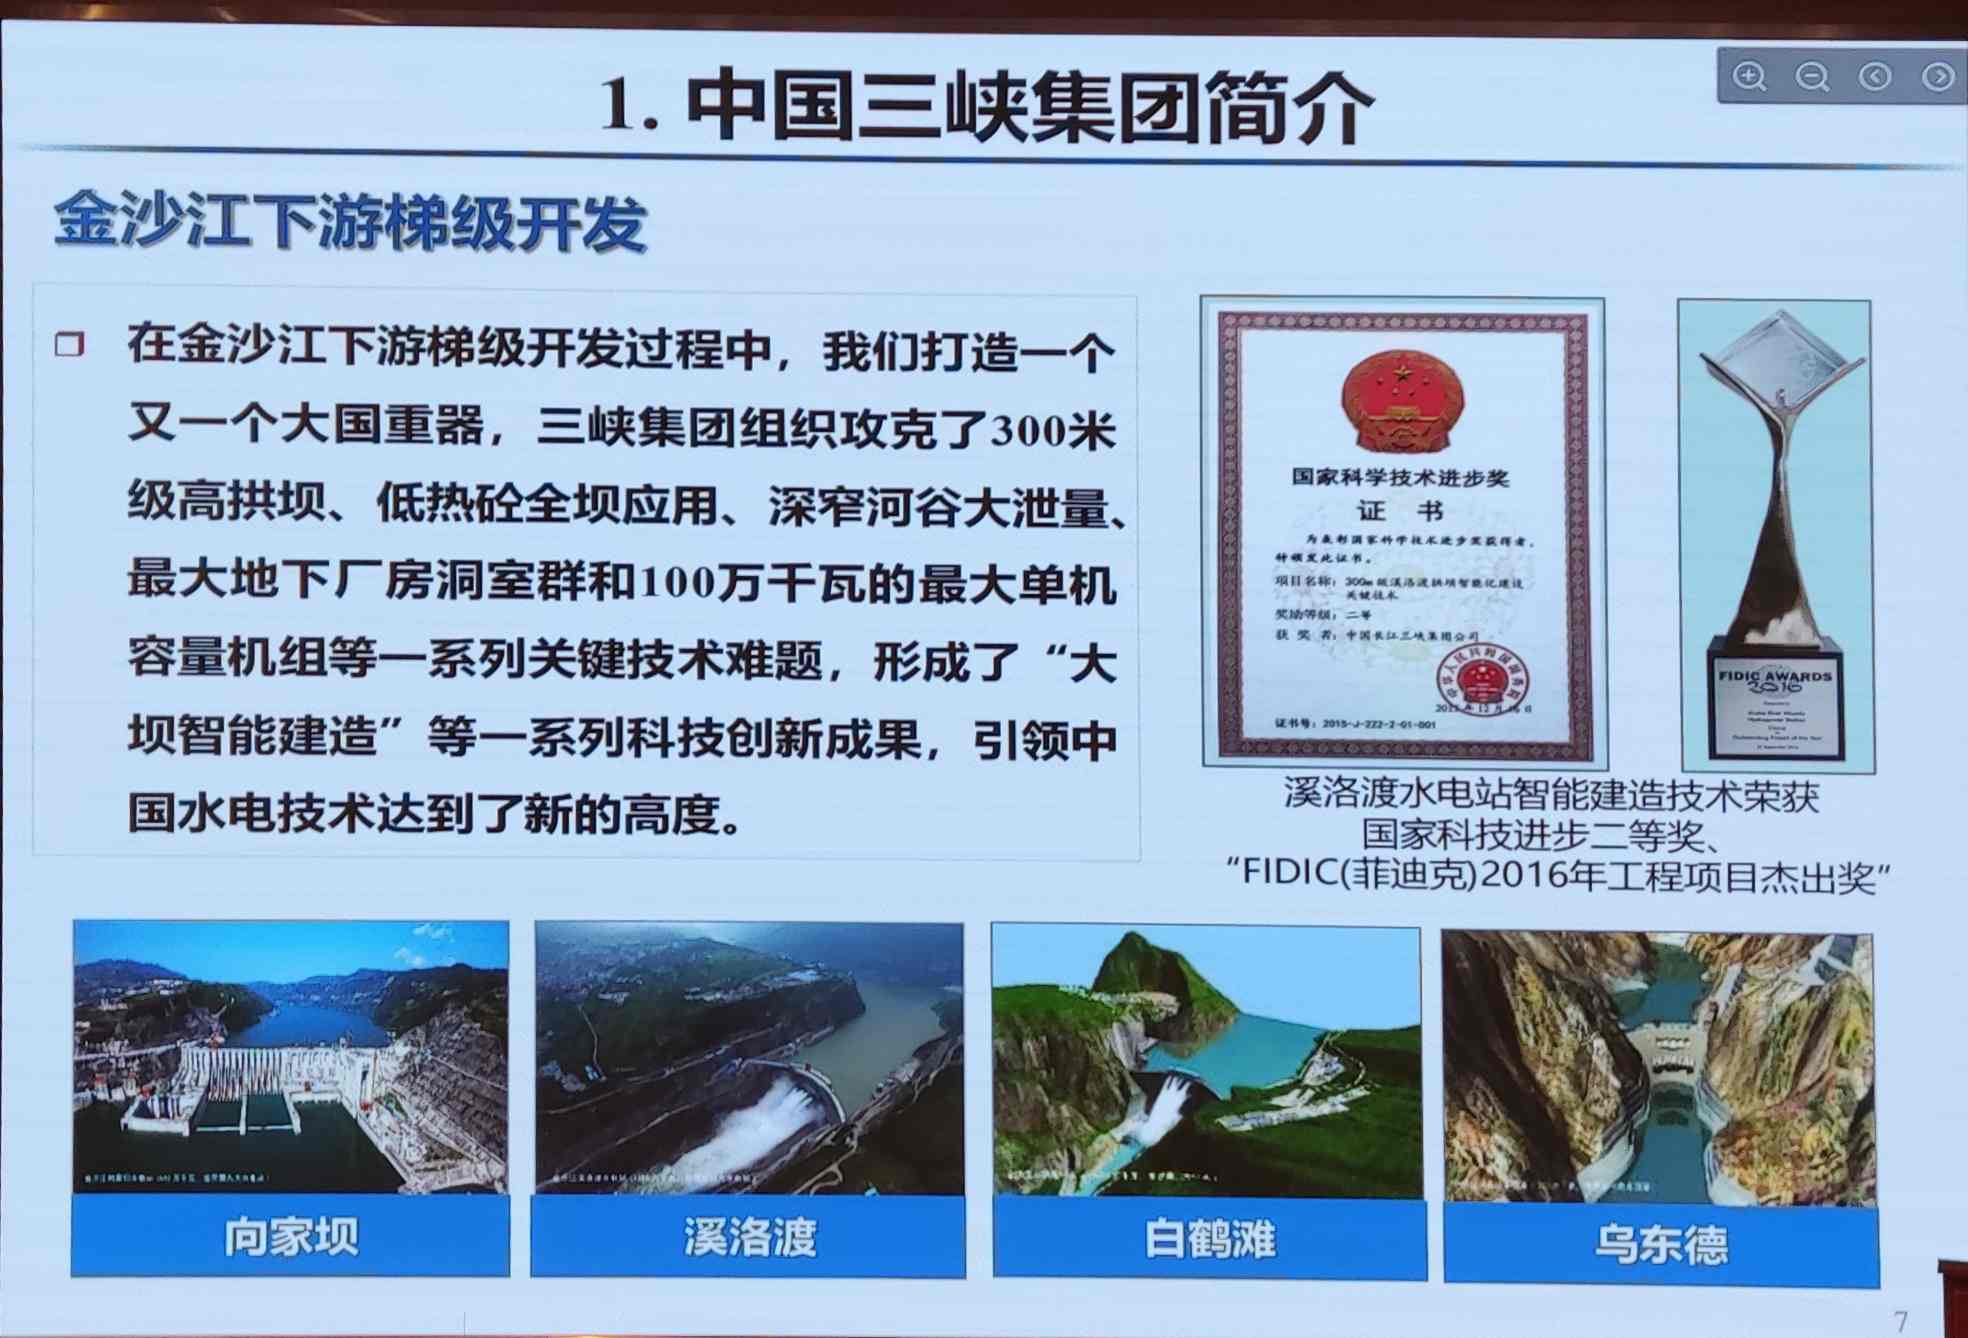 1. 中国三峡集团简介
金沙江下游梯级开发
在金沙江下游梯级开发过程中，我们打造一个
又一个大国重器，三峡集团组织攻克了300米
级高拱坝、低热砼全坝应用、深窄河谷大泄量、
最大地下厂房洞室群和100万千瓦的最大单机
容量机组等一系列关键技术难题，形成了“大
坝智能建造”等一系列科技创新成果，引领中
国水电技术达到了新的高度。
国家科学技术进步奖
证 书
为表彰国家科学技术进步奖获得者，
特颁发此证书。
项目名称：300m级溪洛渡拱坝智能化建设
关键技术
奖励等级：二等
获 奖 者：中国长江三峡集团公司
证书号：2015-J-222-2-01-001
FIDIC AWARDS
2016
溪洛渡水电站智能建造技术荣获
国家科技进步二等奖、
“FIDIC(菲迪克)2016年工程项目杰出奖”
向家坝
溪洛渡
白鹤滩
乌东德
7